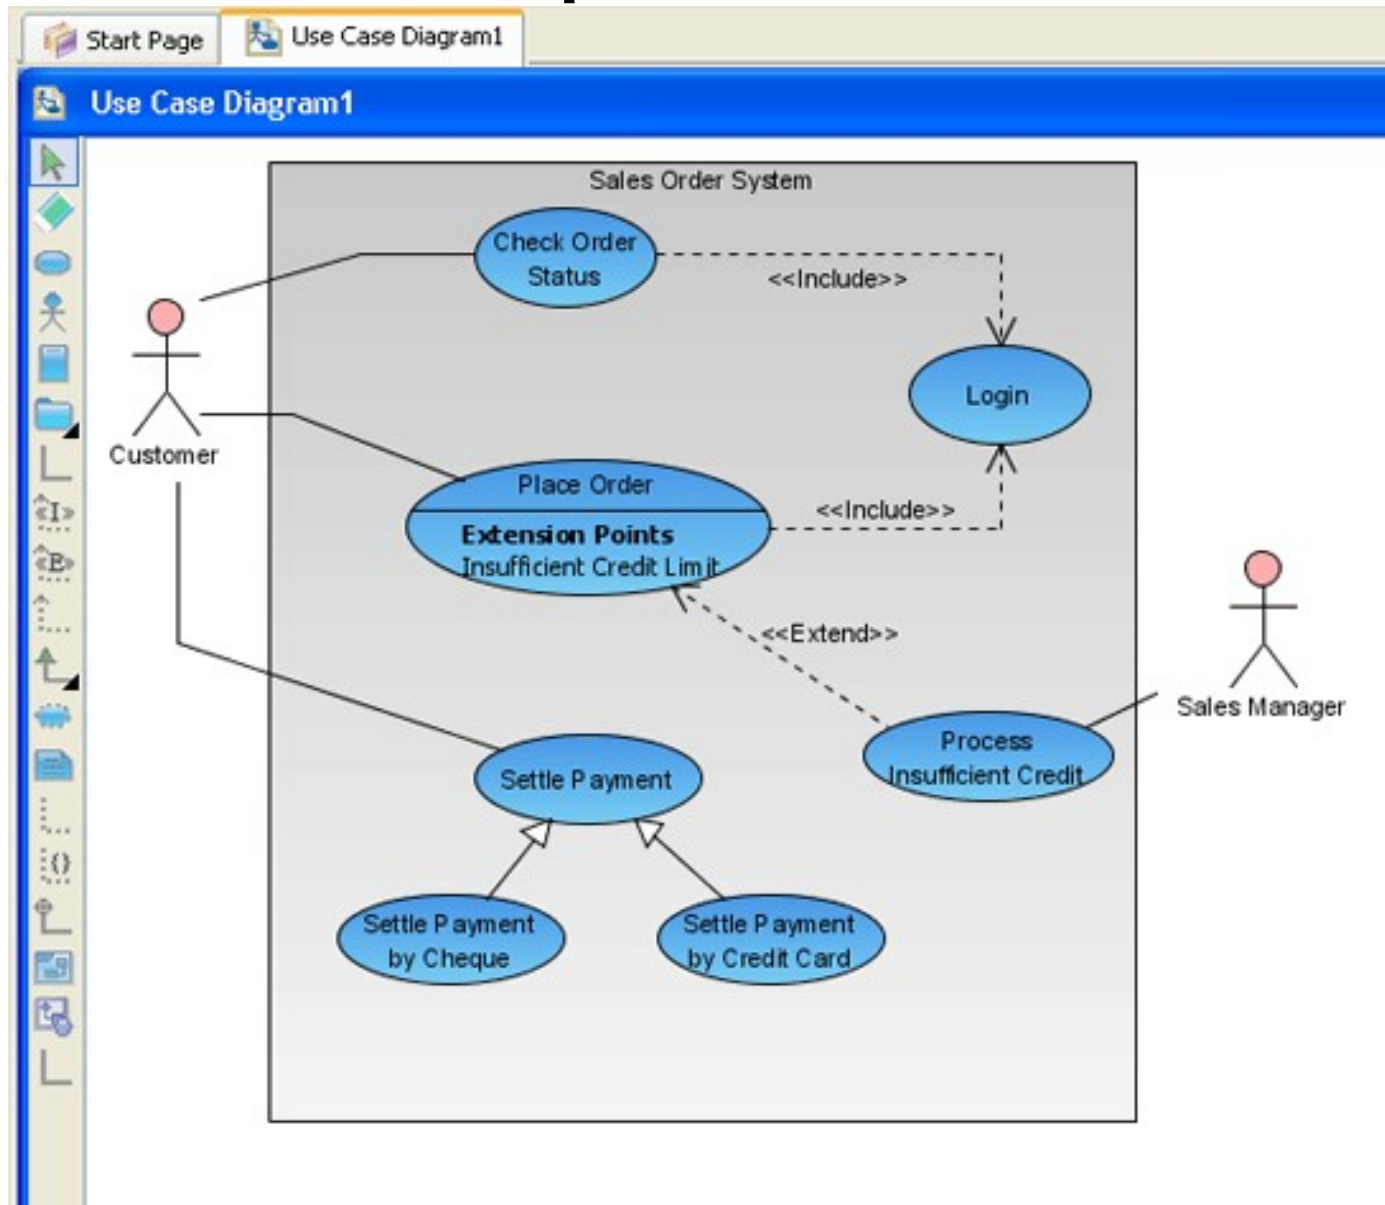 Start Page
Use Case Diagram1
Use Case Diagram1
Sales Order System
Check Order
Status
<<Include>>
Login
Customer
Place Order
<<Include>>
Extension Points
Insufficient Credit Limit
<<Extend>>
Sales Manager
Process
Insufficient Credit
Settle Payment
Settle Payment
by Cheque
Settle Payment
by Credit Card
«I»
«E»
{}